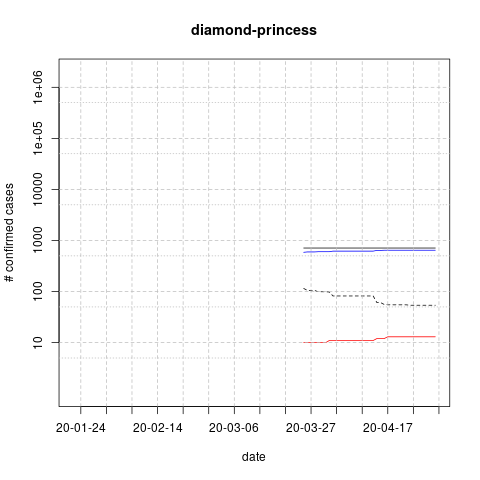 diamond-princess
# confirmed cases
1e+06
1e+05
10000
1000
100
10
20-01-24 20-02-14 20-03-06 20-03-27 20-04-17
date